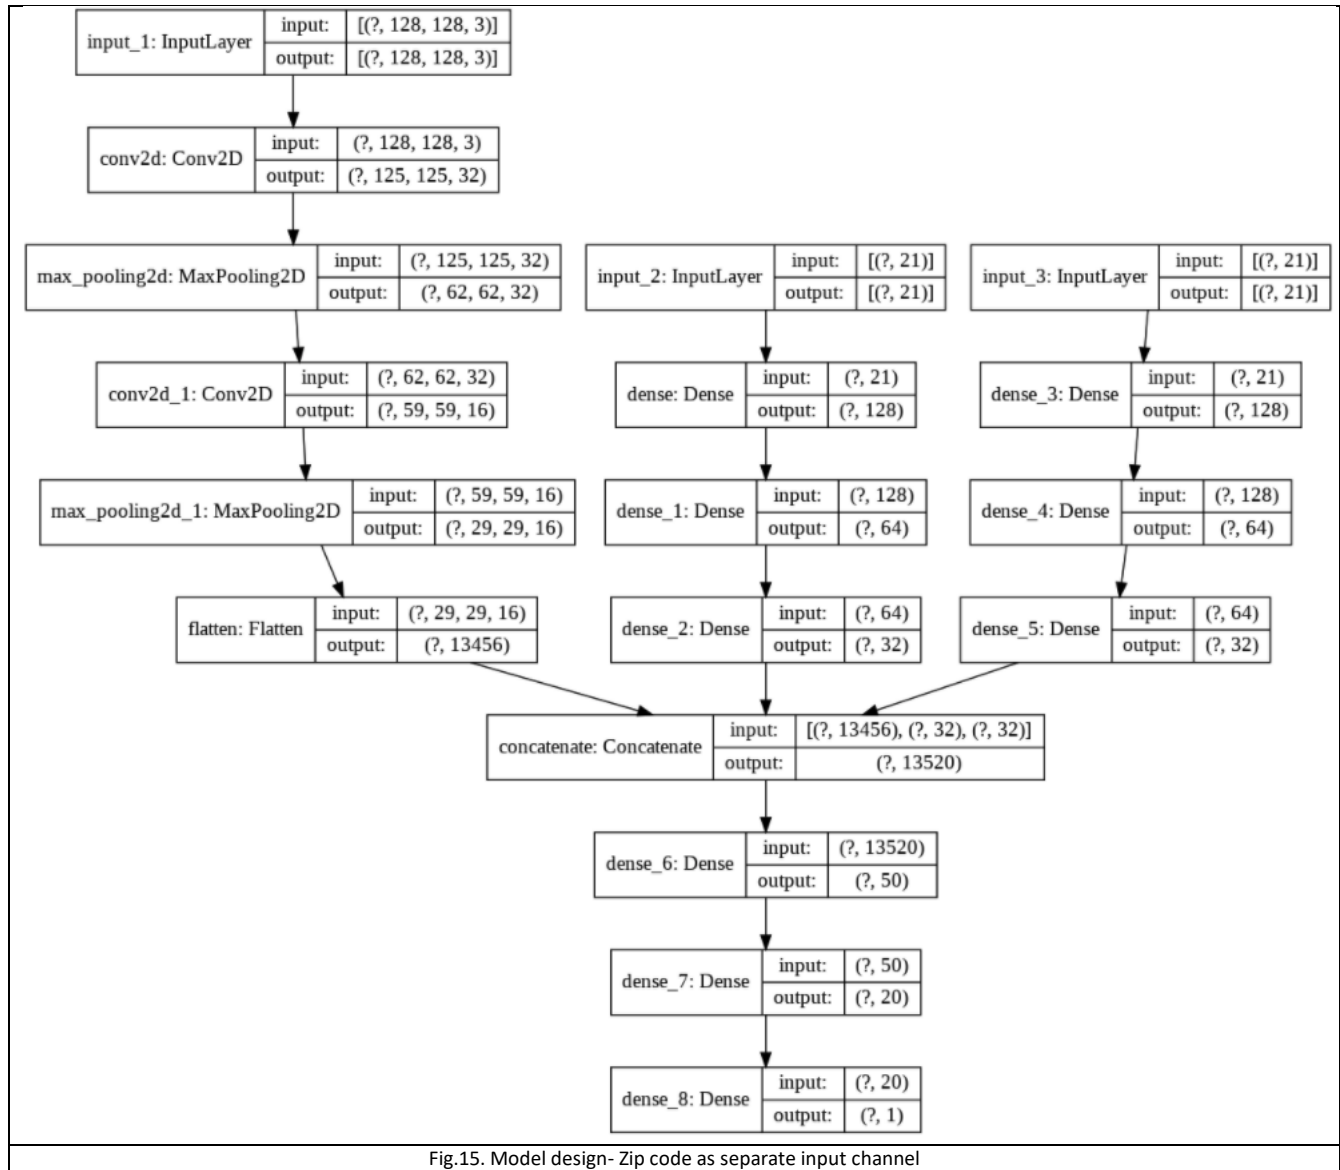 input_1: InputLayer
input: [(?, 128, 128, 3)]
output: [(?, 128, 128, 3)]
conv2d: Conv2D
input: (?, 128, 128, 3)
output: (?, 125, 125, 32)
max_pooling2d: MaxPooling2D
input: (?, 125, 125, 32)
output: (?, 62, 62, 32)
input_2: InputLayer
input: [(?, 21)]
output: [(?, 21)]
input_3: InputLayer
input: [(?, 21)]
output: [(?, 21)]
conv2d_1: Conv2D
input: (?, 62, 62, 32)
output: (?, 59, 59, 16)
dense: Dense
input: (?, 21)
output: (?, 128)
dense_3: Dense
input: (?, 21)
output: (?, 128)
max_pooling2d_1: MaxPooling2D
input: (?, 59, 59, 16)
output: (?, 29, 29, 16)
dense_1: Dense
input: (?, 128)
output: (?, 64)
dense_4: Dense
input: (?, 128)
output: (?, 64)
flatten: Flatten
input: (?, 29, 29, 16)
output: (?, 13456)
dense_2: Dense
input: (?, 64)
output: (?, 32)
dense_5: Dense
input: (?, 64)
output: (?, 32)
concatenate: Concatenate
input: [(?, 13456), (?, 32), (?, 32)]
output: (?, 13520)
dense_6: Dense
input: (?, 13520)
output: (?, 50)
dense_7: Dense
input: (?, 50)
output: (?, 20)
dense_8: Dense
input: (?, 20)
output: (?, 1)
Fig.15. Model design- Zip code as separate input channel